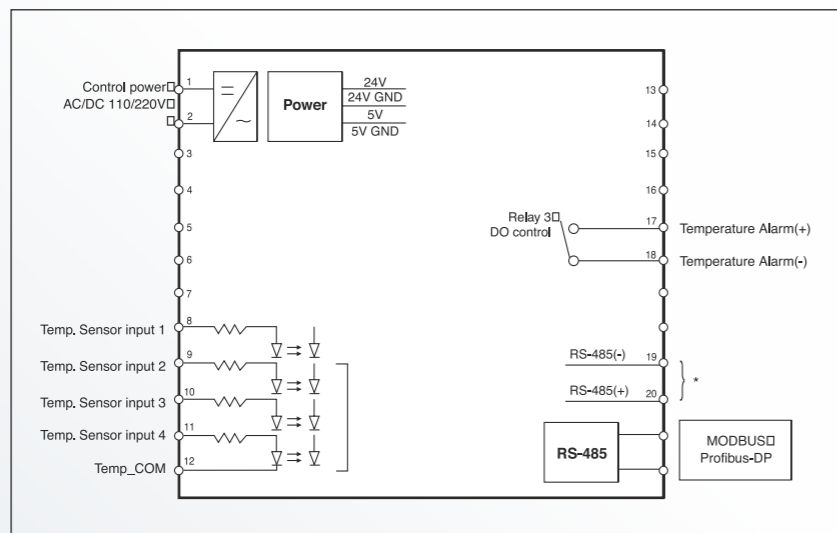 Control power
AC/DC 110/220V
1
2
3
4
5
6
7
Power
24V
24V GND
5V
5V GND
13
14
15
16
Relay 3
DO control
17
Temperature Alarm(+)
18
Temperature Alarm(-)
Temp. Sensor input 1
8
Temp. Sensor input 2
9
Temp. Sensor input 3
10
Temp. Sensor input 4
11
Temp_COM
12
RS-485(-)
19
RS-485(+)
20
*
RS-485
MODBUS
Profibus-DP